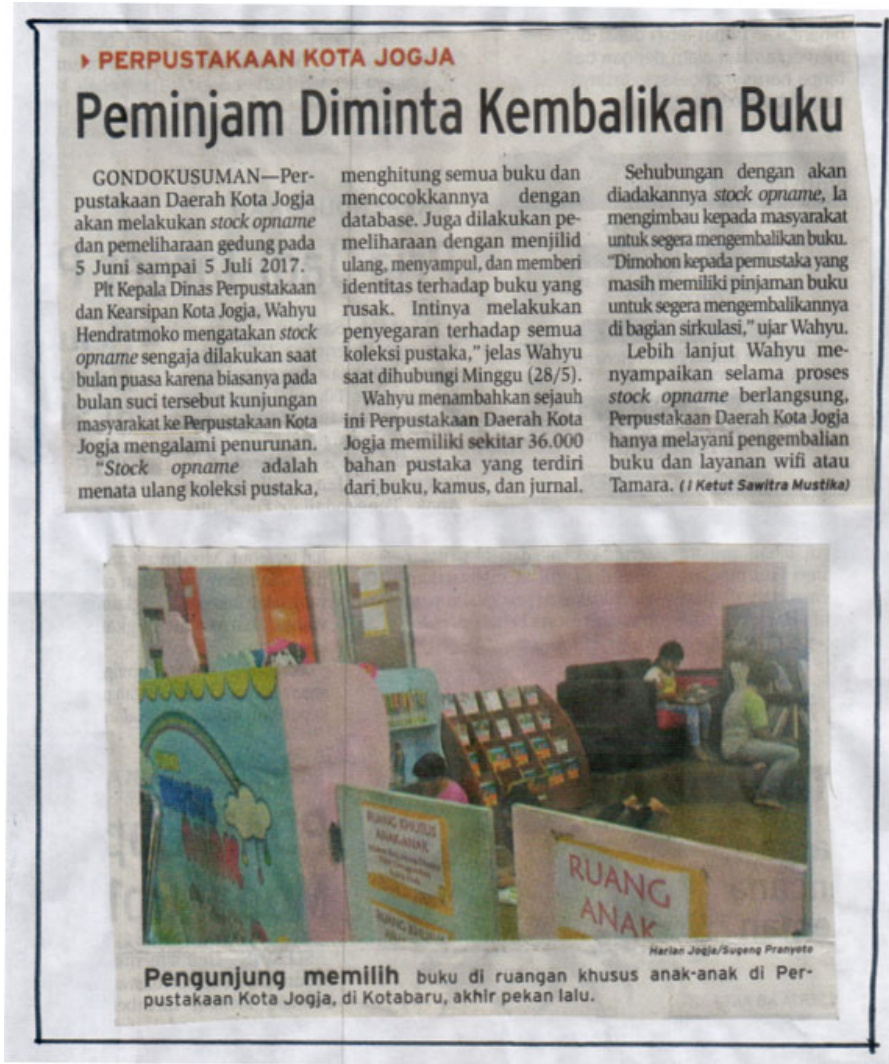 PERPUSTAKAAN KOTA JOGJA
Peminjam Diminta Kembalikan Buku
GONDOKUSUMAN—Per-
pustakaan Daerah Kota Jogja
akan melakukan stock opname
dan pemeliharaan gedung pada
5 Juni sampai 5 Juli 2017.
Plt Kepala Dinas Perpustakaan
dan Kearsipan Kota Jogja, Wahyu
Hendratmoko mengatakan stock
opname sengaja dilakukan saat
bulan puasa karena biasanya pada
bulan suci tersebut kunjungan
masyarakat ke Perpustakaan Kota
Jogja mengalami penurunan.
"Stock opname adalah
menata ulang koleksi pustaka,
menghitung semua buku dan
mencocokkannya dengan
database. Juga dilakukan pe-
meliharaan dengan menjilid
ulang, menyampul, dan memberi
identitas terhadap buku yang
rusak. Intinya melakukan
penyegaran terhadap semua
koleksi pustaka," jelas Wahyu
saat dihubungi Minggu (28/5).
Wahyu menambahkan sejauh
ini Perpustakaan Daerah Kota
Jogja memiliki sekitar 36.000
bahan pustaka yang terdiri
dari buku, kamus, dan jurnal.
Sehubungan dengan akan
diadakannya stock opname, Ia
mengimbau kepada masyarakat
untuk segera mengembalikan buku.
"Dimohon kepada pemustaka yang
masih memiliki pinjaman buku
untuk segera mengembalikannya
di bagian sirkulasi," ujar Wahyu.
Lebih lanjut Wahyu me-
nyampaikan selama proses
stock opname berlangsung,
Perpustakaan Daerah Kota Jogja
hanya melayani pengembalian
buku dan layanan wifi atau
Tamara. (I Ketut Sawitra Mustika)
RUANG KHUSUS
ANAK-ANAK
RUANG KHUSUS
RUANG
ANAK
Harian Jogja/Sugeng Pranyoto
Pengunjung memilih buku di ruangan khusus anak-anak di Per-
pustakaan Kota Jogja, di Kotabaru, akhir pekan lalu.